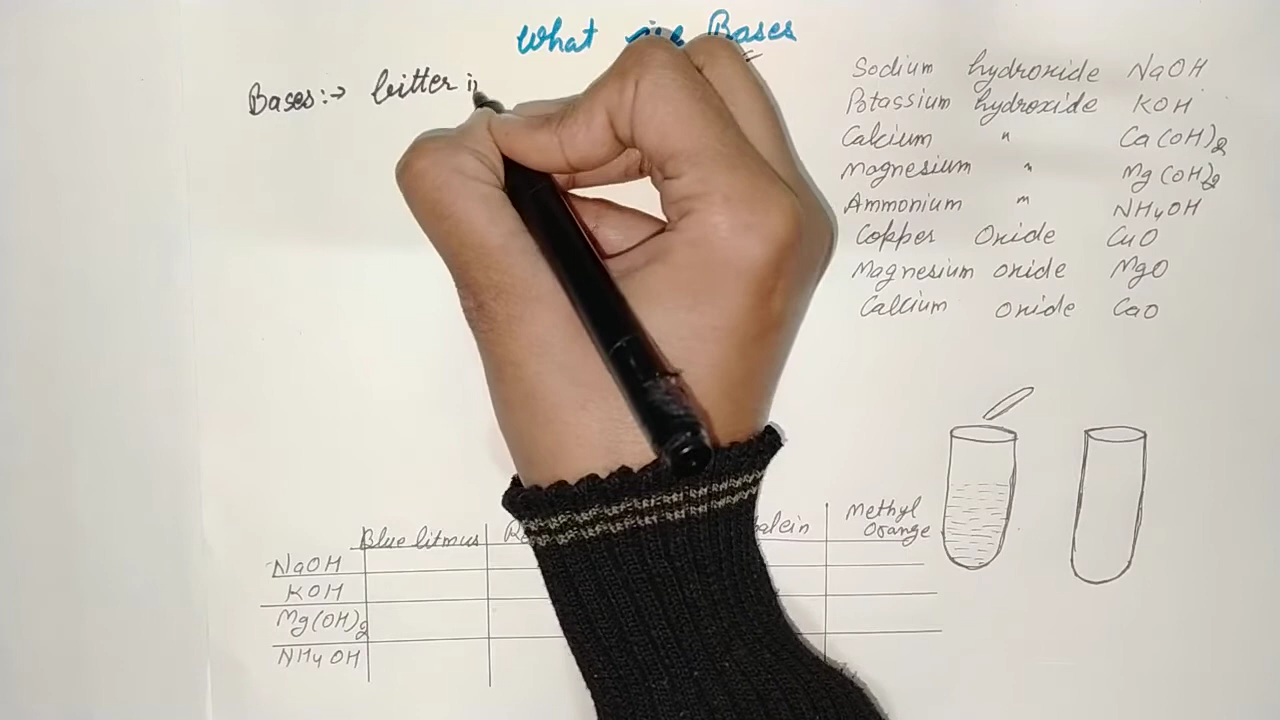 What are Bases
Bases:→ bitter i
Sodium hydroxide NaOH
Potassium hydroxide KOH
Calcium " Ca(OH)2
Magnesium " Mg(OH)2
Ammonium " NH4OH
Copper Oxide CuO
Magnesium oxide MgO
Calcium oxide CaO
Blue litmus Methyl Orange
NaOH
KOH
Mg(OH)2
NH4OH